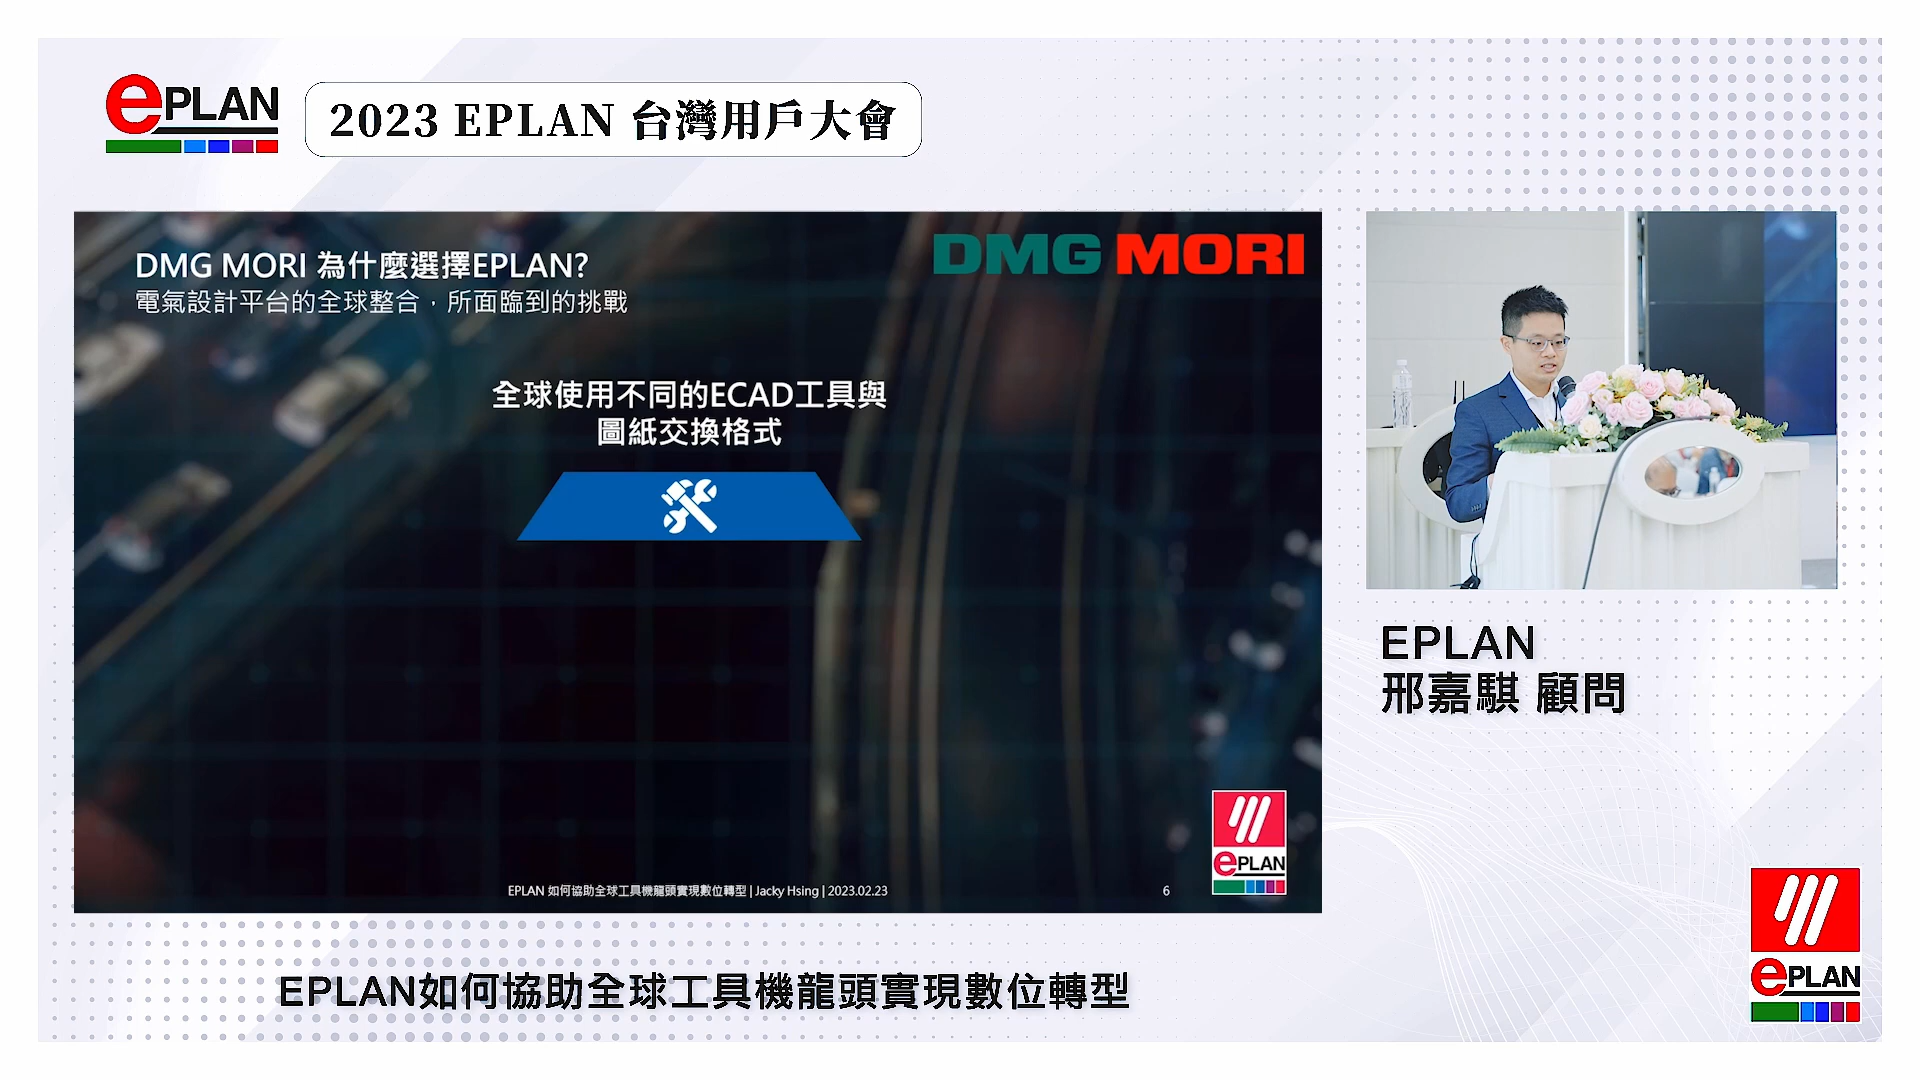 ePLAN
2023 EPLAN 台灣用戶大會
DMG MORI 為什麼選擇EPLAN?
電氣設計平台的全球整合，所面臨到的挑戰
DMG MORI
全球使用不同的ECAD工具與
圖紙交換格式
ePLAN
EPLAN 如何協助全球工具機龍頭實現數位轉型 | Jacky Hsing | 2023.02.23
6
EPLAN
邢嘉騏 顧問
ePLAN
EPLAN如何協助全球工具機龍頭實現數位轉型